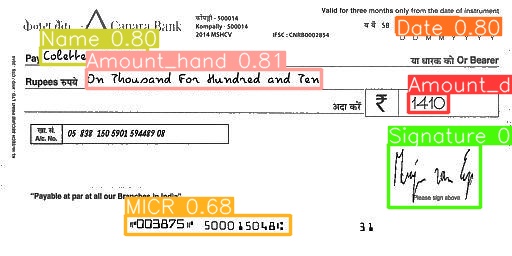 केनरा बैंक Canara Bank
कोंपल्ली - 500014
Kompally - 500014
2014 MSHCV
IFSC : CNRB0002854
Valid for three months only from the date of instrument
Name 0.80
Date 0.80
D D M M Y Y Y Y
Pay Colette
या धारक को Or Bearer
Amount_hand 0.81
Rupees रुपये On Thousand For Hundred and Ten
Amount_d
अदा करें ₹ 1410
खा. सं.
A/c. No. 05 838 150 5901 594489 08
Signature 0
Please sign above
"Payable at par at all our Branches in India"
MICR 0.68
⑈003875⑈ 500015048⑆ 31